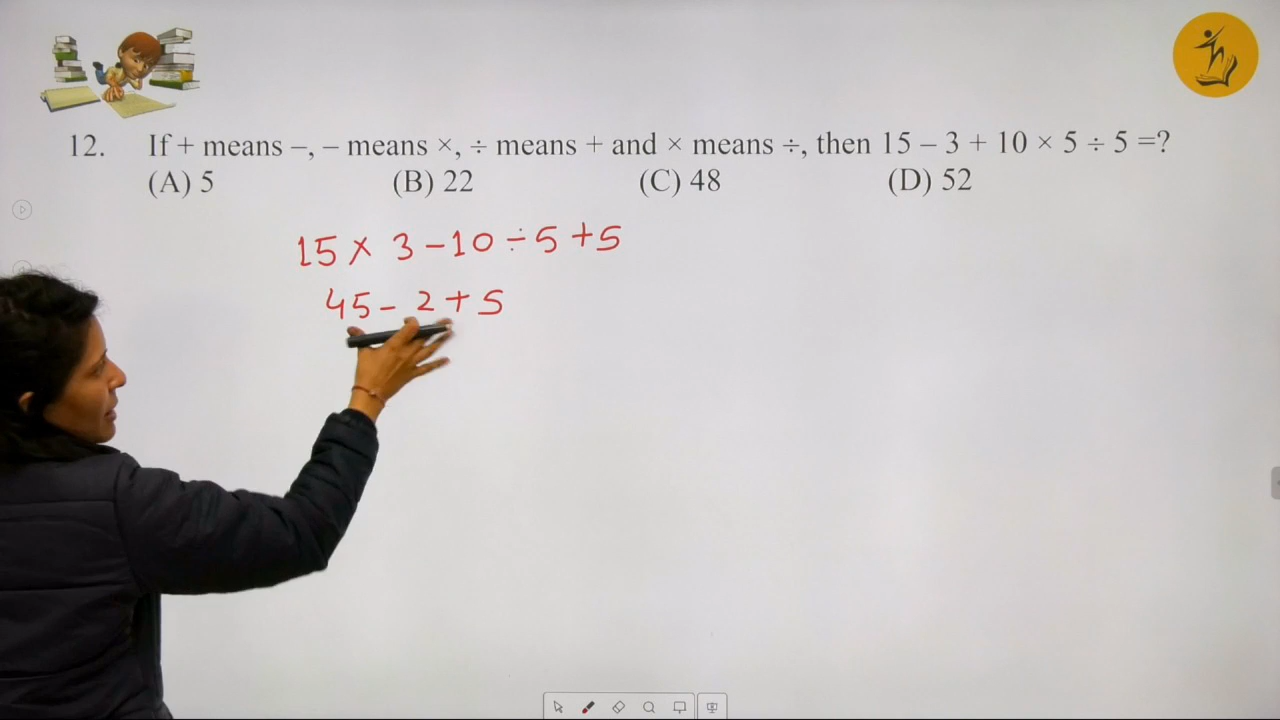 12. If + means –, – means ×, ÷ means + and × means ÷, then 15 – 3 + 10 × 5 ÷ 5 =?
(A) 5 (B) 22 (C) 48 (D) 52
15 × 3 – 10 ÷ 5 + 5
45 – 2 + 5